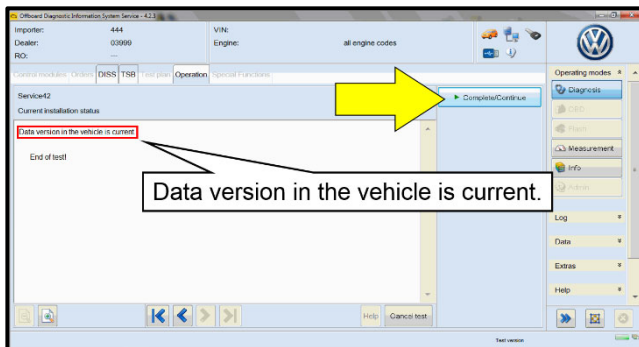 Offboard Diagnostic Information System Service - 4.2.3
Importer: 444 VIN:
Dealer: 03999 Engine: all engine codes
RO: ---
Control modules Orders DISS TSB Test plan Operation Special Functions
Operating modes
Service42
Complete/Continue
Diagnosis
Current installation status
OBD
Data version in the vehicle is current.
Flash
End of test!
Measurement
Info
Data version in the vehicle is current.
Admin
Log
Data
Extras
Help
Help Cancel test
Test version